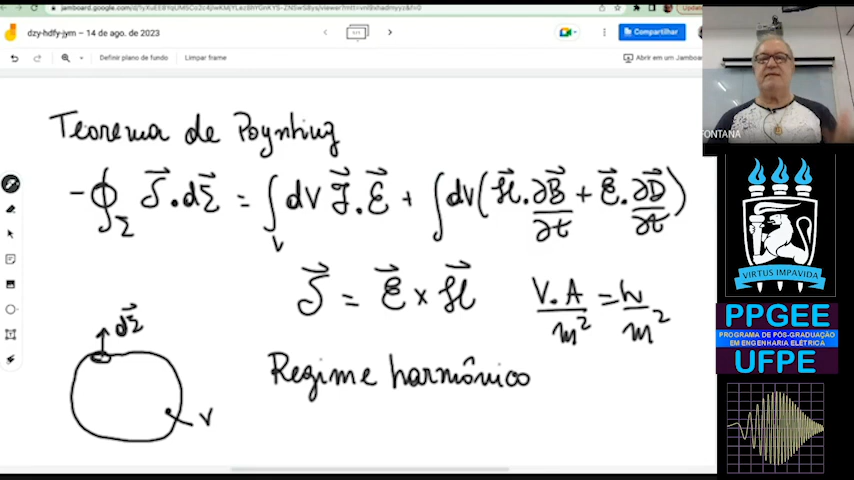 dzy-hdfy-jym – 14 de ago. de 2023
Compartilhar
Definir plano de fundo
Limpar frame
Abrir em um Jamboa
FONTANA
Teorema de Poynting
-∮_Σ 𝒮⃗ · dΣ⃗ = ∫_V dV 𝒥⃗ · ℰ⃗ + ∫ dV (ℋ⃗ · ∂B⃗/∂t + ℰ⃗ · ∂D⃗/∂t)
𝒮⃗ = ℰ⃗ × ℋ⃗
V.A/m² = W/m²
dΣ⃗
Regime harmônico
V
VIRTUS IMPAVIDA
PPGEE
PROGRAMA DE PÓS-GRADUAÇÃO
EM ENGENHARIA ELÉTRICA
UFPE